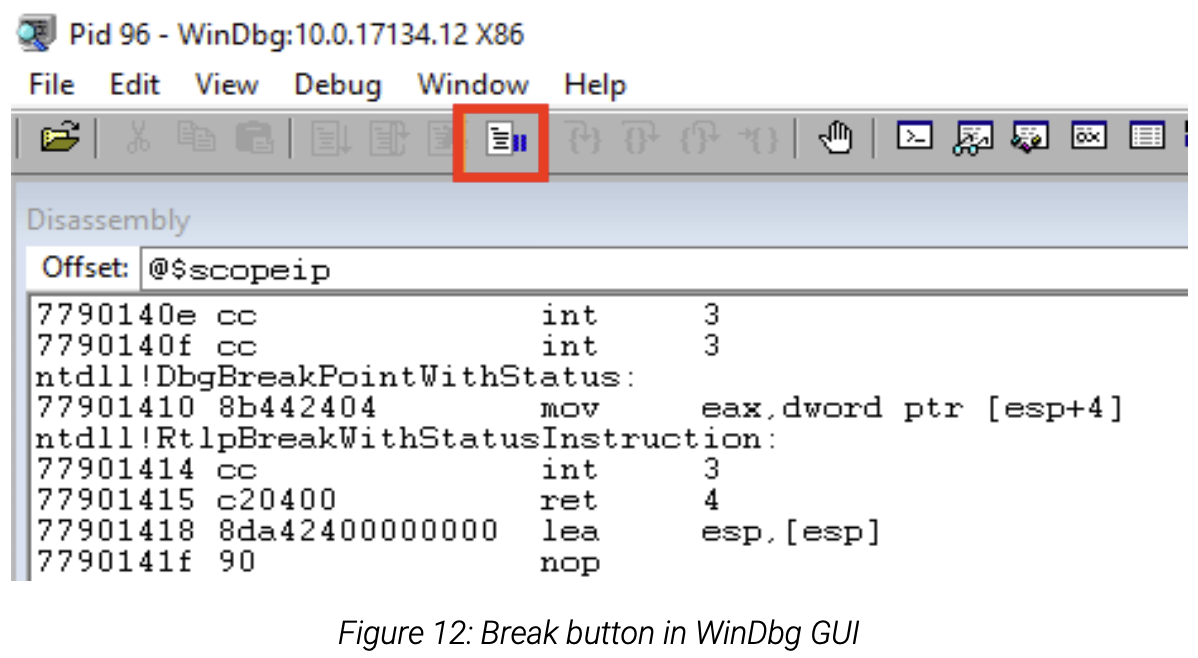 Pid 96 - WinDbg:10.0.17134.12 X86
File Edit View Debug Window Help
Disassembly
Offset: @$scopeip
7790140e cc int 3
7790140f cc int 3
ntdll!DbgBreakPointWithStatus:
77901410 8b442404 mov eax,dword ptr [esp+4]
ntdll!RtlpBreakWithStatusInstruction:
77901414 cc int 3
77901415 c20400 ret 4
77901418 8da42400000000 lea esp,[esp]
7790141f 90 nop
Figure 12: Break button in WinDbg GUI